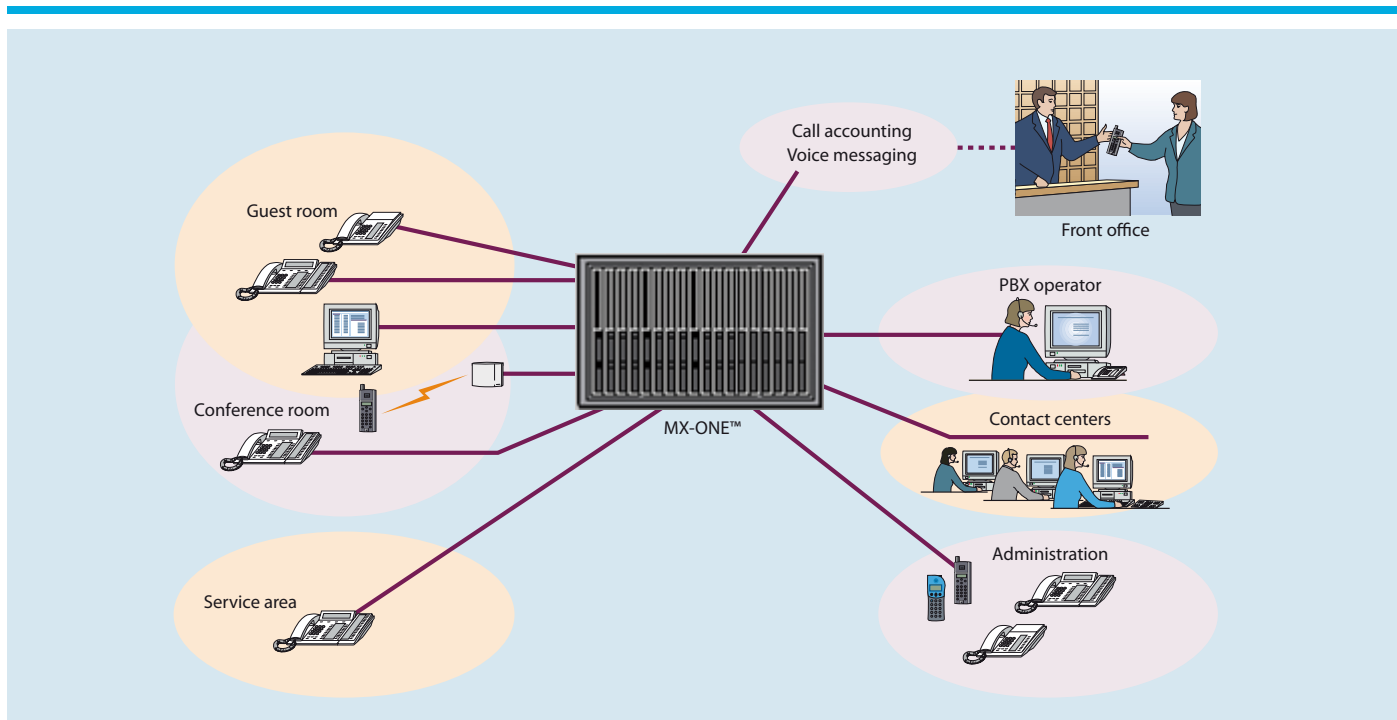 Call accounting
Voice messaging
Guest room
Front office
PBX operator
Conference room
Contact centers
MX-ONE™
Administration
Service area